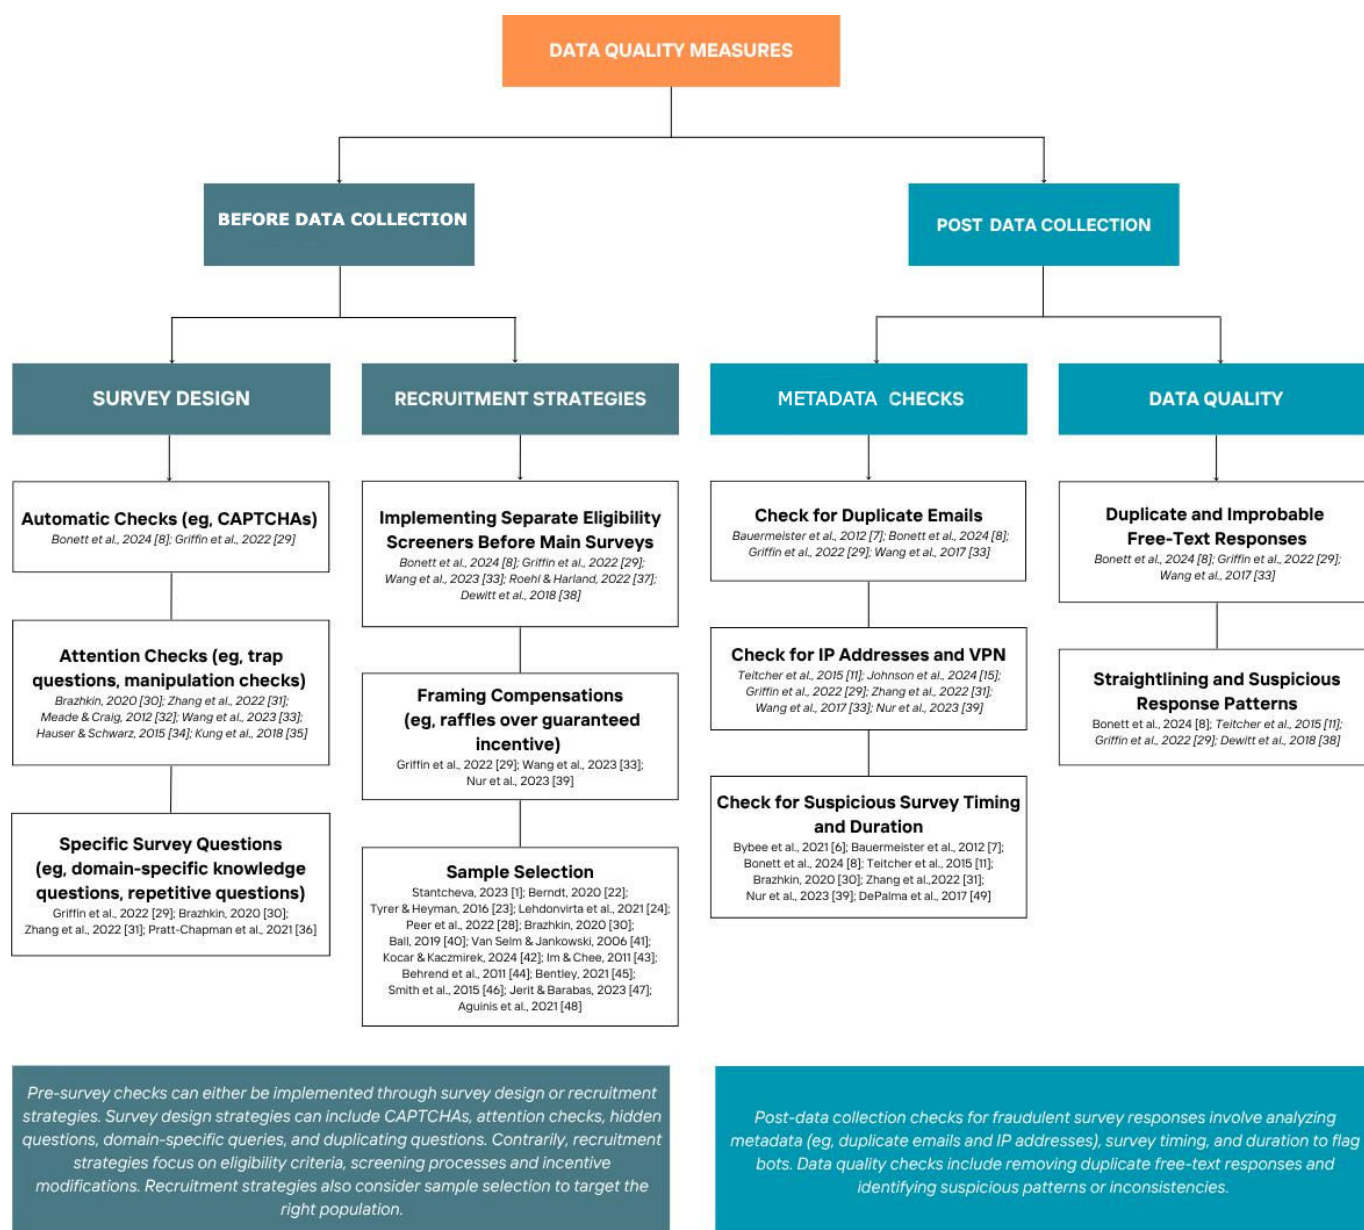 DATA QUALITY MEASURES
BEFORE DATA COLLECTION
POST DATA COLLECTION
SURVEY DESIGN
RECRUITMENT STRATEGIES
METADATA CHECKS
DATA QUALITY
Automatic Checks (eg, CAPTCHAs)
Bonett et al., 2024 [8]; Griffin et al., 2022 [29]
Attention Checks (eg, trap
questions, manipulation checks)
Brazhkin, 2020 [30]; Zhang et al., 2022 [31];
Meade & Craig, 2012 [32]; Wang et al., 2023 [33];
Hauser & Schwarz, 2015 [34]; Kung et al., 2018 [35]
Specific Survey Questions
(eg, domain-specific knowledge
questions, repetitive questions)
Griffin et al., 2022 [29]; Brazhkin, 2020 [30];
Zhang et al., 2022 [31]; Pratt-Chapman et al., 2021 [36]
Implementing Separate Eligibility
Screeners Before Main Surveys
Bonett et al., 2024 [8]; Griffin et al., 2022 [29];
Wang et al., 2023 [33]; Roehl & Harland, 2022 [37];
Dewitt et al., 2018 [38]
Framing Compensations
(eg, raffles over guaranteed
incentive)
Griffin et al., 2022 [29]; Wang et al., 2023 [33];
Nur et al., 2023 [39]
Sample Selection
Stantcheva, 2023 [1]; Berndt, 2020 [22];
Tyrer & Heyman, 2016 [23]; Lehdonvirta et al., 2021 [24];
Peer et al., 2022 [28]; Brazhkin, 2020 [30];
Ball, 2019 [40]; Van Selm & Jankowski, 2006 [41];
Kocar & Kaczmirek, 2024 [42]; Im & Chee, 2011 [43];
Behrend et al., 2011 [44]; Bentley, 2021 [45];
Smith et al., 2015 [46]; Jerit & Barabas, 2023 [47];
Aguinis et al., 2021 [48]
Check for Duplicate Emails
Bauermeister et al., 2012 [7]; Bonett et al., 2024 [8];
Griffin et al., 2022 [29]; Wang et al., 2017 [33]
Check for IP Addresses and VPN
Teitcher et al., 2015 [11]; Johnson et al., 2024 [15];
Griffin et al., 2022 [29]; Zhang et al., 2022 [31];
Wang et al., 2017 [33]; Nur et al., 2023 [39]
Check for Suspicious Survey Timing
and Duration
Bybee et al., 2021 [6]; Bauermeister et al., 2012 [7];
Bonett et al., 2024 [8]; Teitcher et al., 2015 [11];
Brazhkin, 2020 [30]; Zhang et al.,2022 [31];
Nur et al., 2023 [39]; DePalma et al., 2017 [49]
Duplicate and Improbable
Free-Text Responses
Bonett et al., 2024 [8]; Griffin et al., 2022 [29];
Wang et al., 2017 [33]
Straightlining and Suspicious
Response Patterns
Bonett et al., 2024 [8]; Teitcher et al., 2015 [11];
Griffin et al., 2022 [29]; Dewitt et al., 2018 [38]
Pre-survey checks can either be implemented through survey design or recruitment
strategies. Survey design strategies can include CAPTCHAs, attention checks, hidden
questions, domain-specific queries, and duplicating questions. Contrarily, recruitment
strategies focus on eligibility criteria, screening processes and incentive
modifications. Recruitment strategies also consider sample selection to target the
right population.
Post-data collection checks for fraudulent survey responses involve analyzing
metadata (eg, duplicate emails and IP addresses), survey timing, and duration to flag
bots. Data quality checks include removing duplicate free-text responses and
identifying suspicious patterns or inconsistencies.